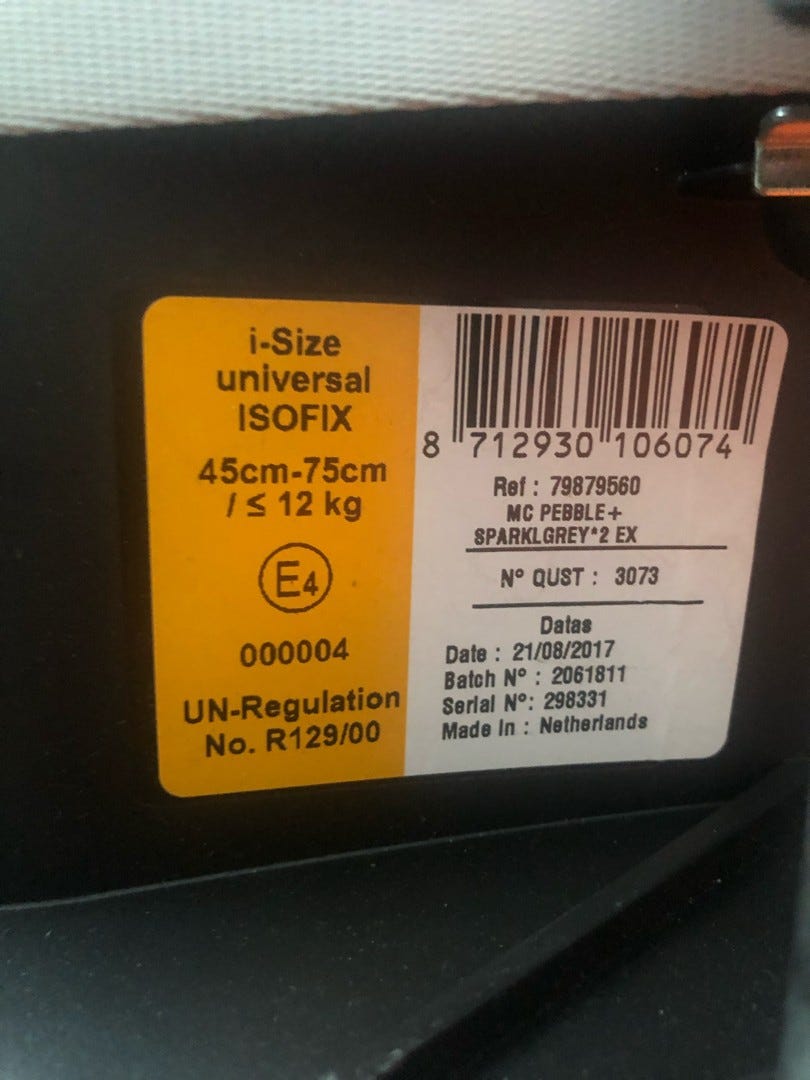 i-Size
universal
ISOFIX
45cm-75cm
/ ≤ 12 kg
E4
000004
UN-Regulation
No. R129/00
8 712930 106074
Ref : 79879560
MC PEBBLE+
SPARKLGREY*2 EX
N° QUST : 3073
Datas
Date : 21/08/2017
Batch N° : 2061811
Serial N°: 298331
Made in : Netherlands